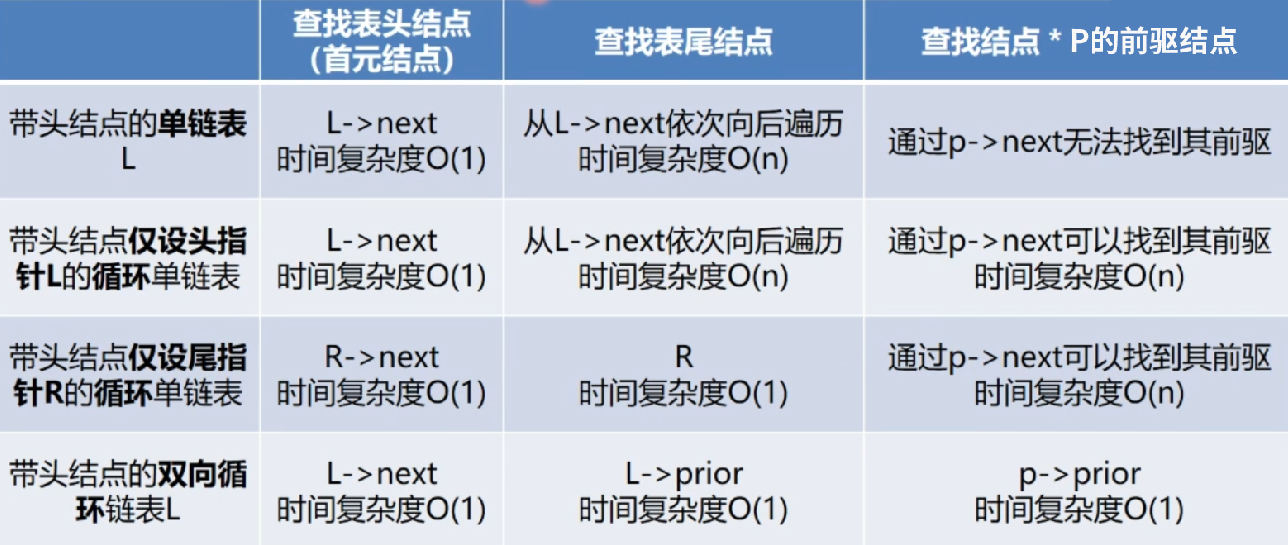 查找表头结点
（首元结点）
查找表尾结点
查找结点 * P的前驱结点
带头结点的单链表
L
L->next
时间复杂度O(1)
从L->next依次向后遍历
时间复杂度O(n)
通过p->next无法找到其前驱
带头结点仅设头指
针L的循环单链表
L->next
时间复杂度O(1)
从L->next依次向后遍历
时间复杂度O(n)
通过p->next可以找到其前驱
时间复杂度O(n)
带头结点仅设尾指
针R的循环单链表
R->next
时间复杂度O(1)
R
时间复杂度O(1)
通过p->next可以找到其前驱
时间复杂度O(n)
带头结点的双向循
环链表L
L->next
时间复杂度O(1)
L->prior
时间复杂度O(1)
p->prior
时间复杂度O(1)